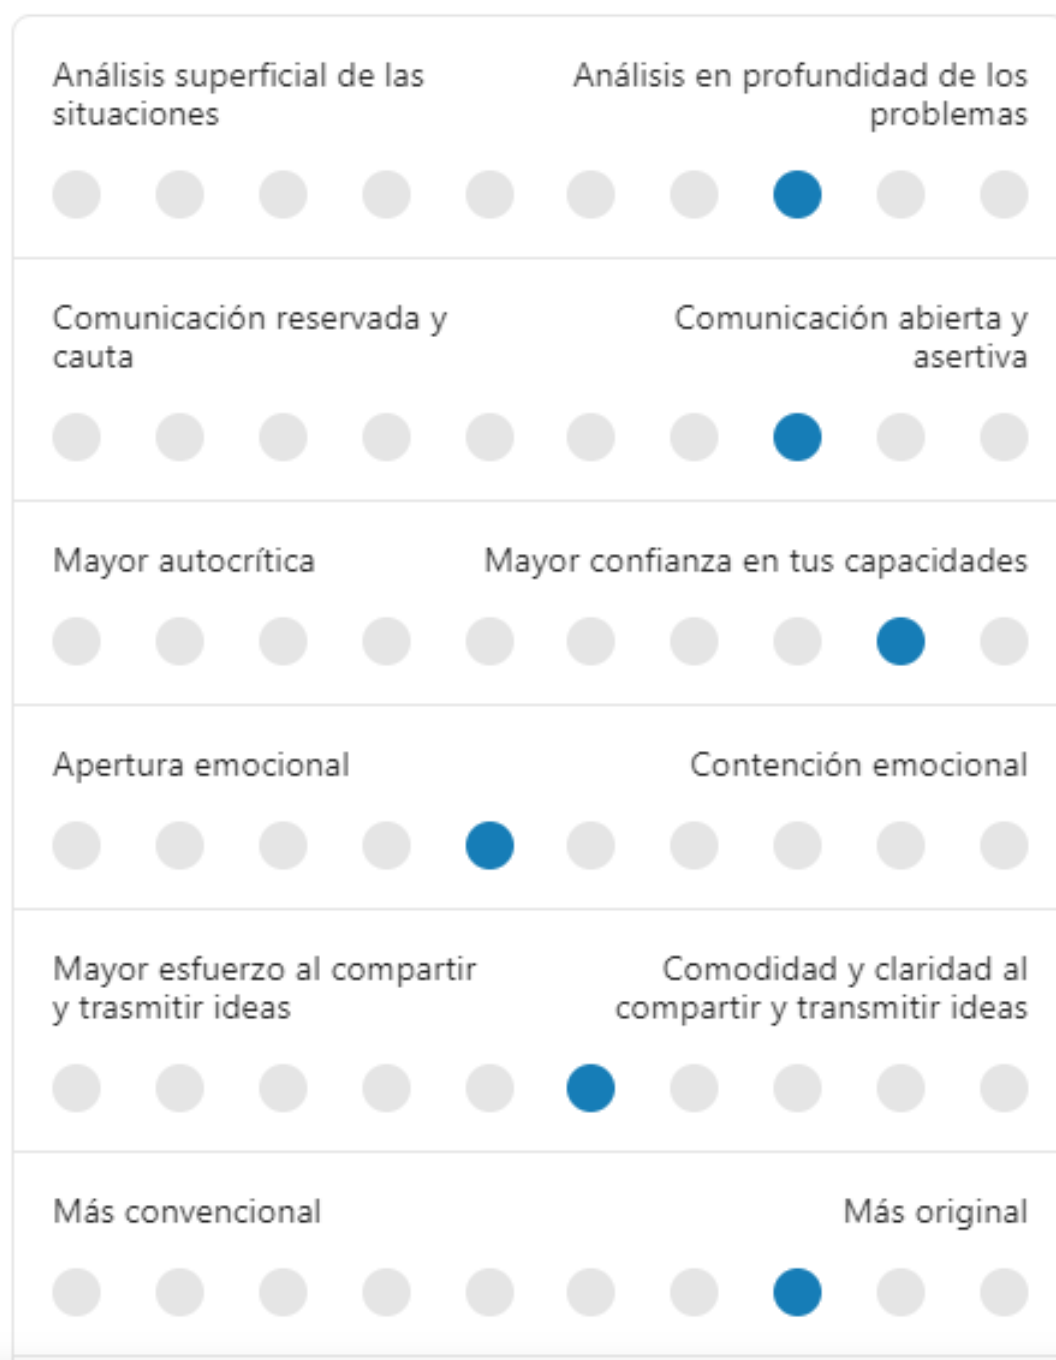 Análisis superficial de las
situaciones
Análisis en profundidad de los
problemas
Comunicación reservada y
cauta
Comunicación abierta y
asertiva
Mayor autocrítica
Mayor confianza en tus capacidades
Apertura emocional
Contención emocional
Mayor esfuerzo al compartir
y trasmitir ideas
Comodidad y claridad al
compartir y transmitir ideas
Más convencional
Más original